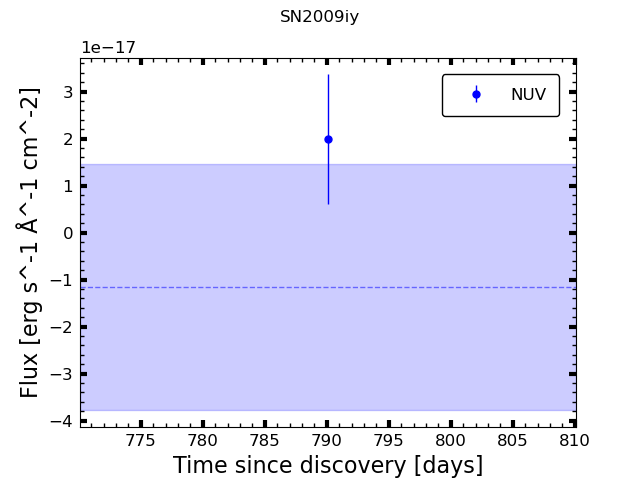 SN2009iy
1e−17
NUV
3
2
1
0
−1
−2
−3
−4
Flux [erg s^-1 Å^-1 cm^-2]
775 780 785 790 795 800 805 810
Time since discovery [days]